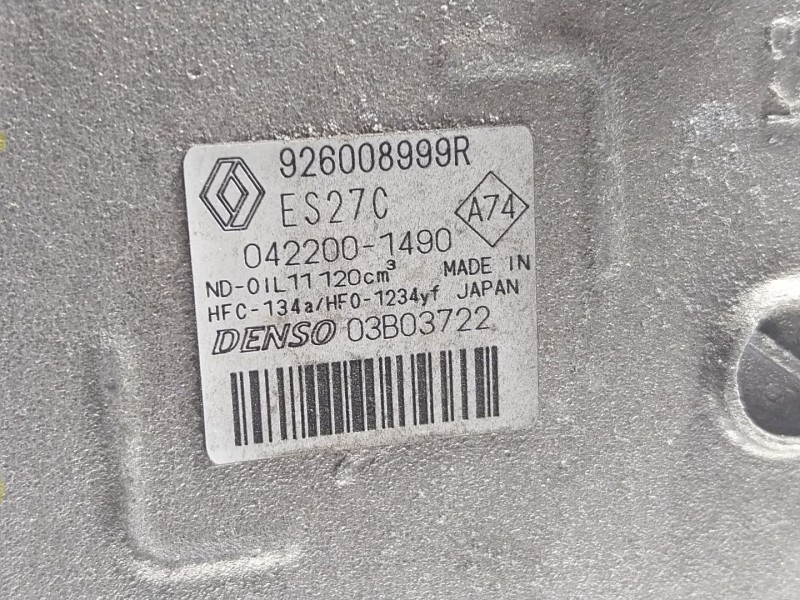 926008999R
ES27C
A74
042200-1490
ND-OIL11 120cm³ MADE IN
HFC-134a/HFO-1234yf JAPAN
DENSO 03B03722